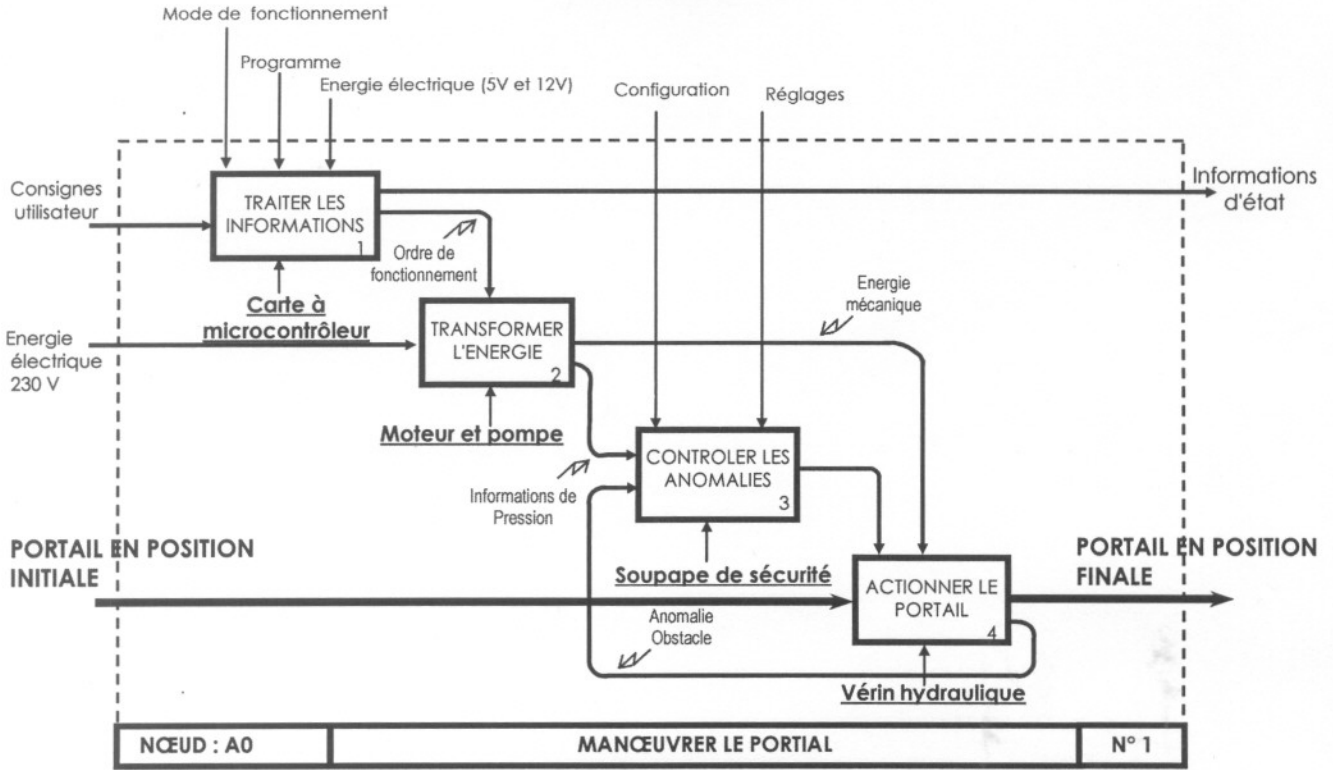 Mode de fonctionnement
Programme
Energie électrique (5V et 12V)
Configuration
Réglages
Consignes
utilisateur
TRAITER LES
INFORMATIONS
1
Informations
d'état
Ordre de
fonctionnement
Carte à
microcontrôleur
Energie
électrique
230 V
TRANSFORMER
L'ENERGIE
2
Energie
mécanique
Moteur et pompe
CONTROLER LES
ANOMALIES
3
Informations de
Pression
Soupape de sécurité
PORTAIL EN POSITION
INITIALE
PORTAIL EN POSITION
FINALE
ACTIONNER LE
PORTAIL
4
Anomalie
Obstacle
Vérin hydraulique
NŒUD : A0
MANŒUVRER LE PORTIAL
N° 1